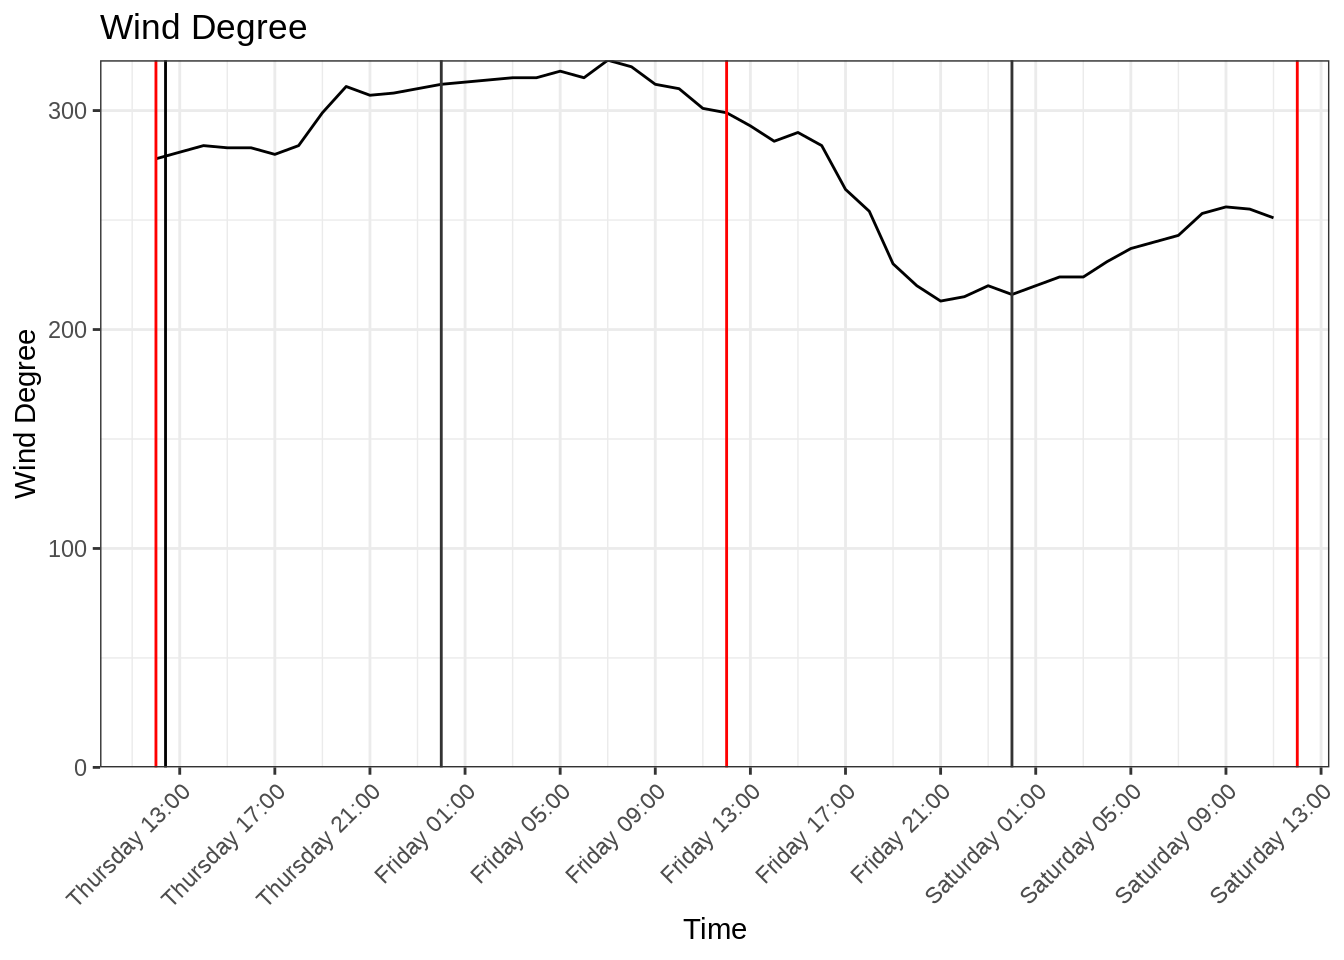 Wind Degree
Wind Degree
300
200
100
0
Thursday 13:00
Thursday 17:00
Thursday 21:00
Friday 01:00
Friday 05:00
Friday 09:00
Friday 13:00
Friday 17:00
Friday 21:00
Saturday 01:00
Saturday 05:00
Saturday 09:00
Saturday 13:00
Time